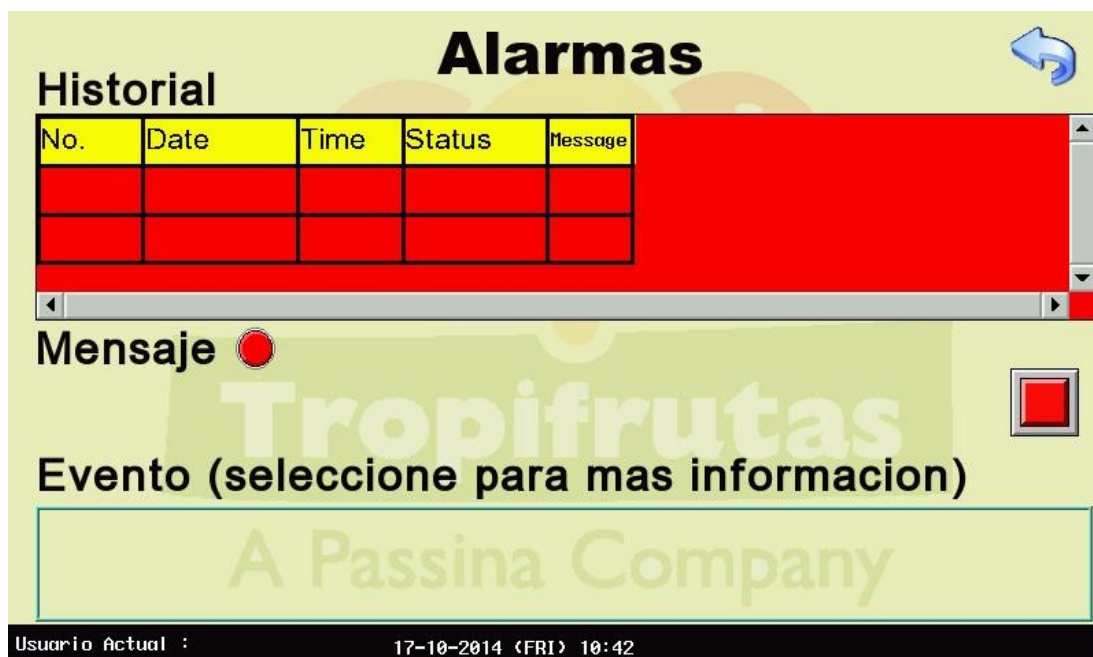 Alarmas
Historial
No. Date Time Status Message
Mensaje
Tropifrutas
Evento (seleccione para mas informacion)
A Passina Company
Usuario Actual : 17-10-2014 (FRI) 10:42